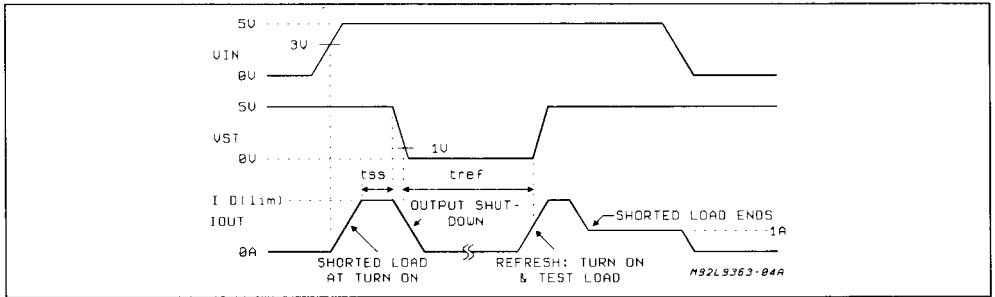 5V
3V
VIN
0V
5V
VST
1V
0V
tss
tref
I D(lim)
IOUT
OUTPUT SHUT-
DOWN
SHORTED LOAD ENDS
1A
0A
SHORTED LOAD
AT TURN ON
REFRESH: TURN ON
& TEST LOAD
M92L9363-04A